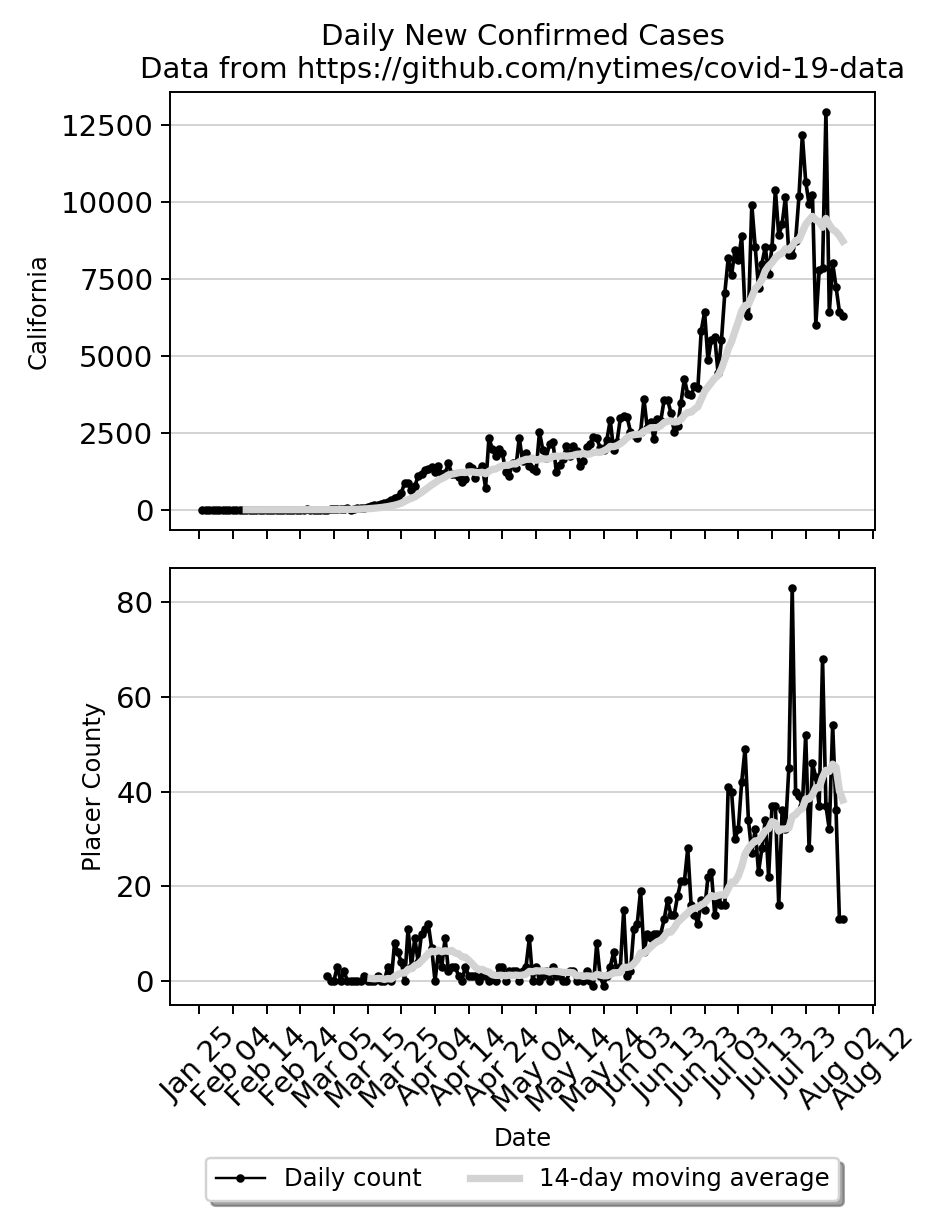 Daily New Confirmed Cases
Data from https://github.com/nytimes/covid-19-data
12500
10000
7500
5000
2500
0
California
80
60
40
20
0
Placer County
Jan 25
Feb 04
Feb 14
Feb 24
Mar 05
Mar 15
Mar 25
Apr 04
Apr 14
Apr 24
May 04
May 14
May 24
Jun 03
Jun 13
Jun 23
Jul 03
Jul 13
Jul 23
Aug 02
Aug 12
Date
Daily count
14-day moving average